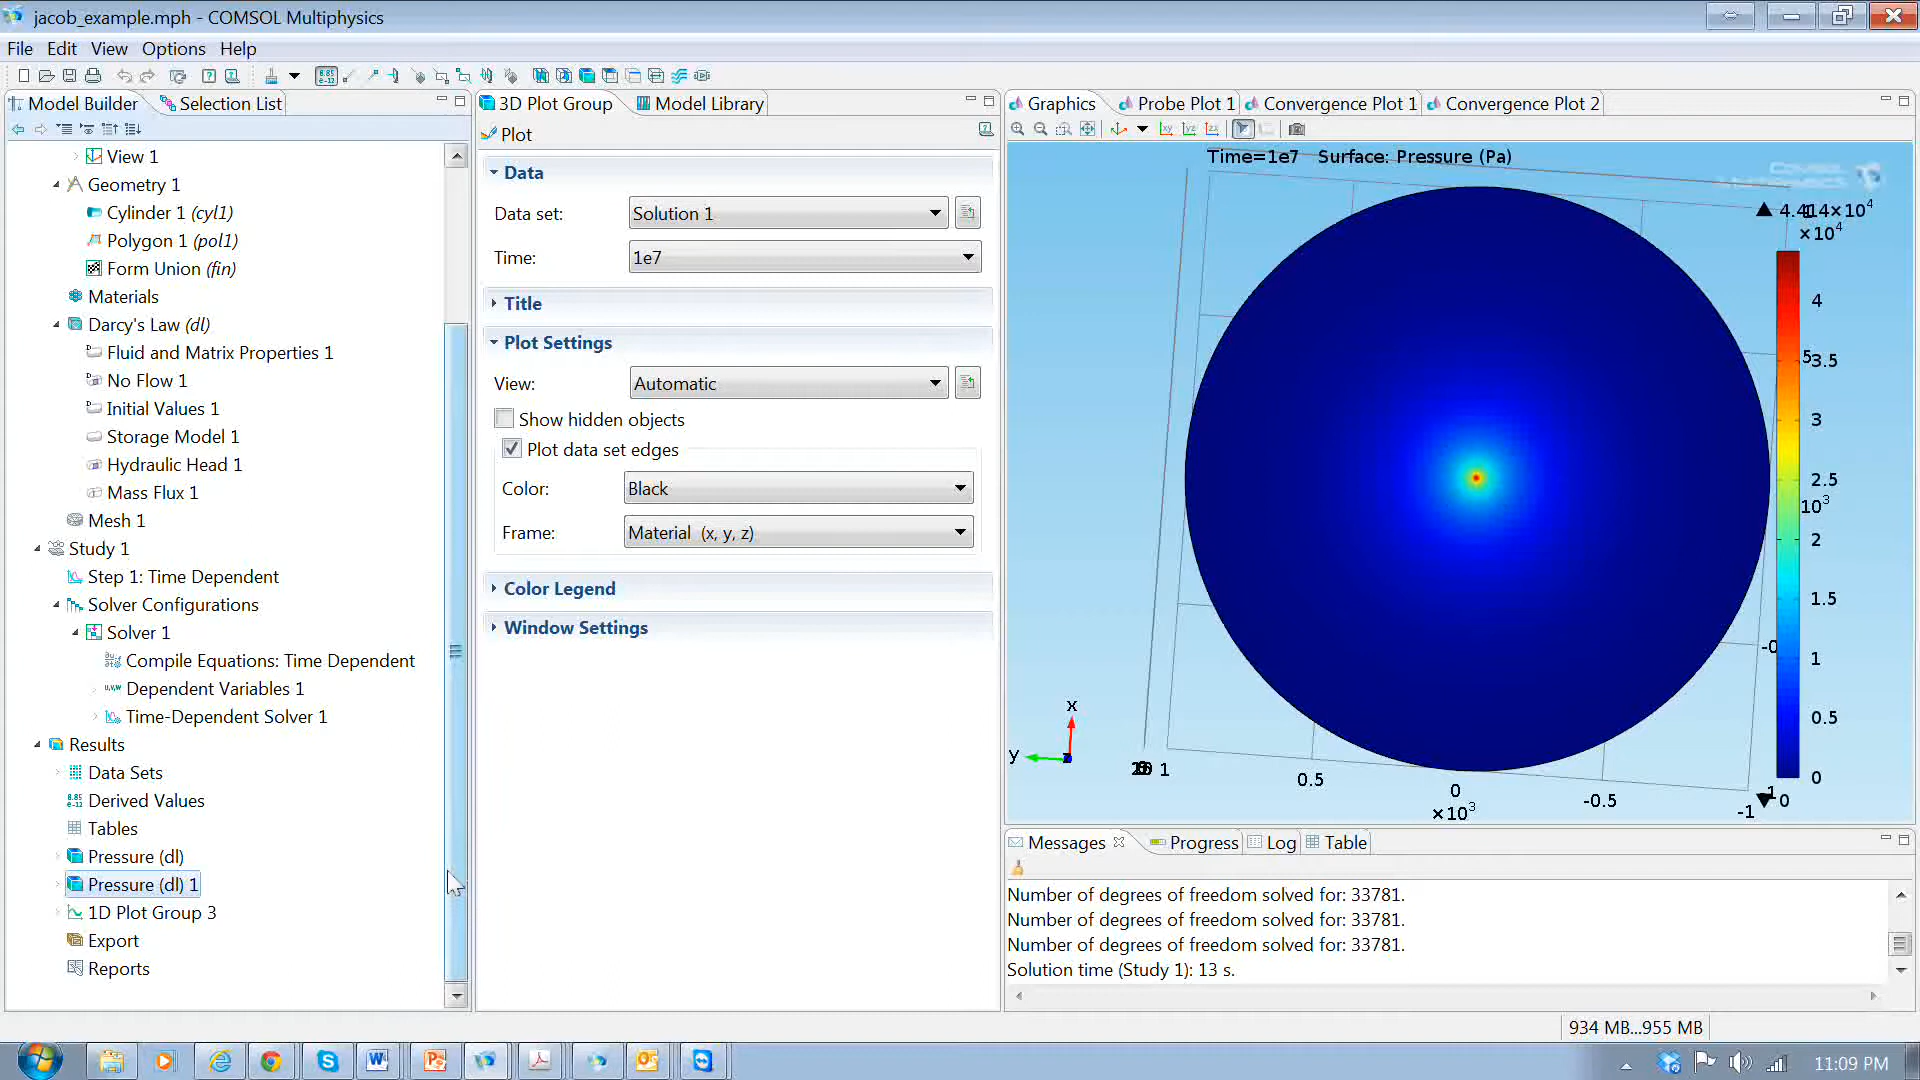 jacob_example.mph - COMSOL Multiphysics
File Edit View Options Help
Model Builder
Selection List
View 1
Geometry 1
Cylinder 1 (cyl1)
Polygon 1 (pol1)
Form Union (fin)
Materials
Darcy's Law (dl)
Fluid and Matrix Properties 1
No Flow 1
Initial Values 1
Storage Model 1
Hydraulic Head 1
Mass Flux 1
Mesh 1
Study 1
Step 1: Time Dependent
Solver Configurations
Solver 1
Compile Equations: Time Dependent
Dependent Variables 1
Time-Dependent Solver 1
Results
Data Sets
Derived Values
Tables
Pressure (dl)
Pressure (dl) 1
1D Plot Group 3
Export
Reports
3D Plot Group
Model Library
Plot
Data
Data set: Solution 1
Time: 1e7
Title
Plot Settings
View: Automatic
Show hidden objects
Plot data set edges
Color: Black
Frame: Material (x, y, z)
Color Legend
Window Settings
Graphics
Probe Plot 1
Convergence Plot 1
Convergence Plot 2
Time=1e7 Surface: Pressure (Pa)
COMSOL
MULTIPHYSICS
4.414×10⁴
×10⁴
4
3.5
3
2.5
2
1.5
1
0.5
0
0
5
10³
x
y
1
0.5
0
-0.5
-1
×10³
Messages
Progress
Log
Table
Number of degrees of freedom solved for: 33781.
Number of degrees of freedom solved for: 33781.
Number of degrees of freedom solved for: 33781.
Solution time (Study 1): 13 s.
934 MB...955 MB
11:09 PM